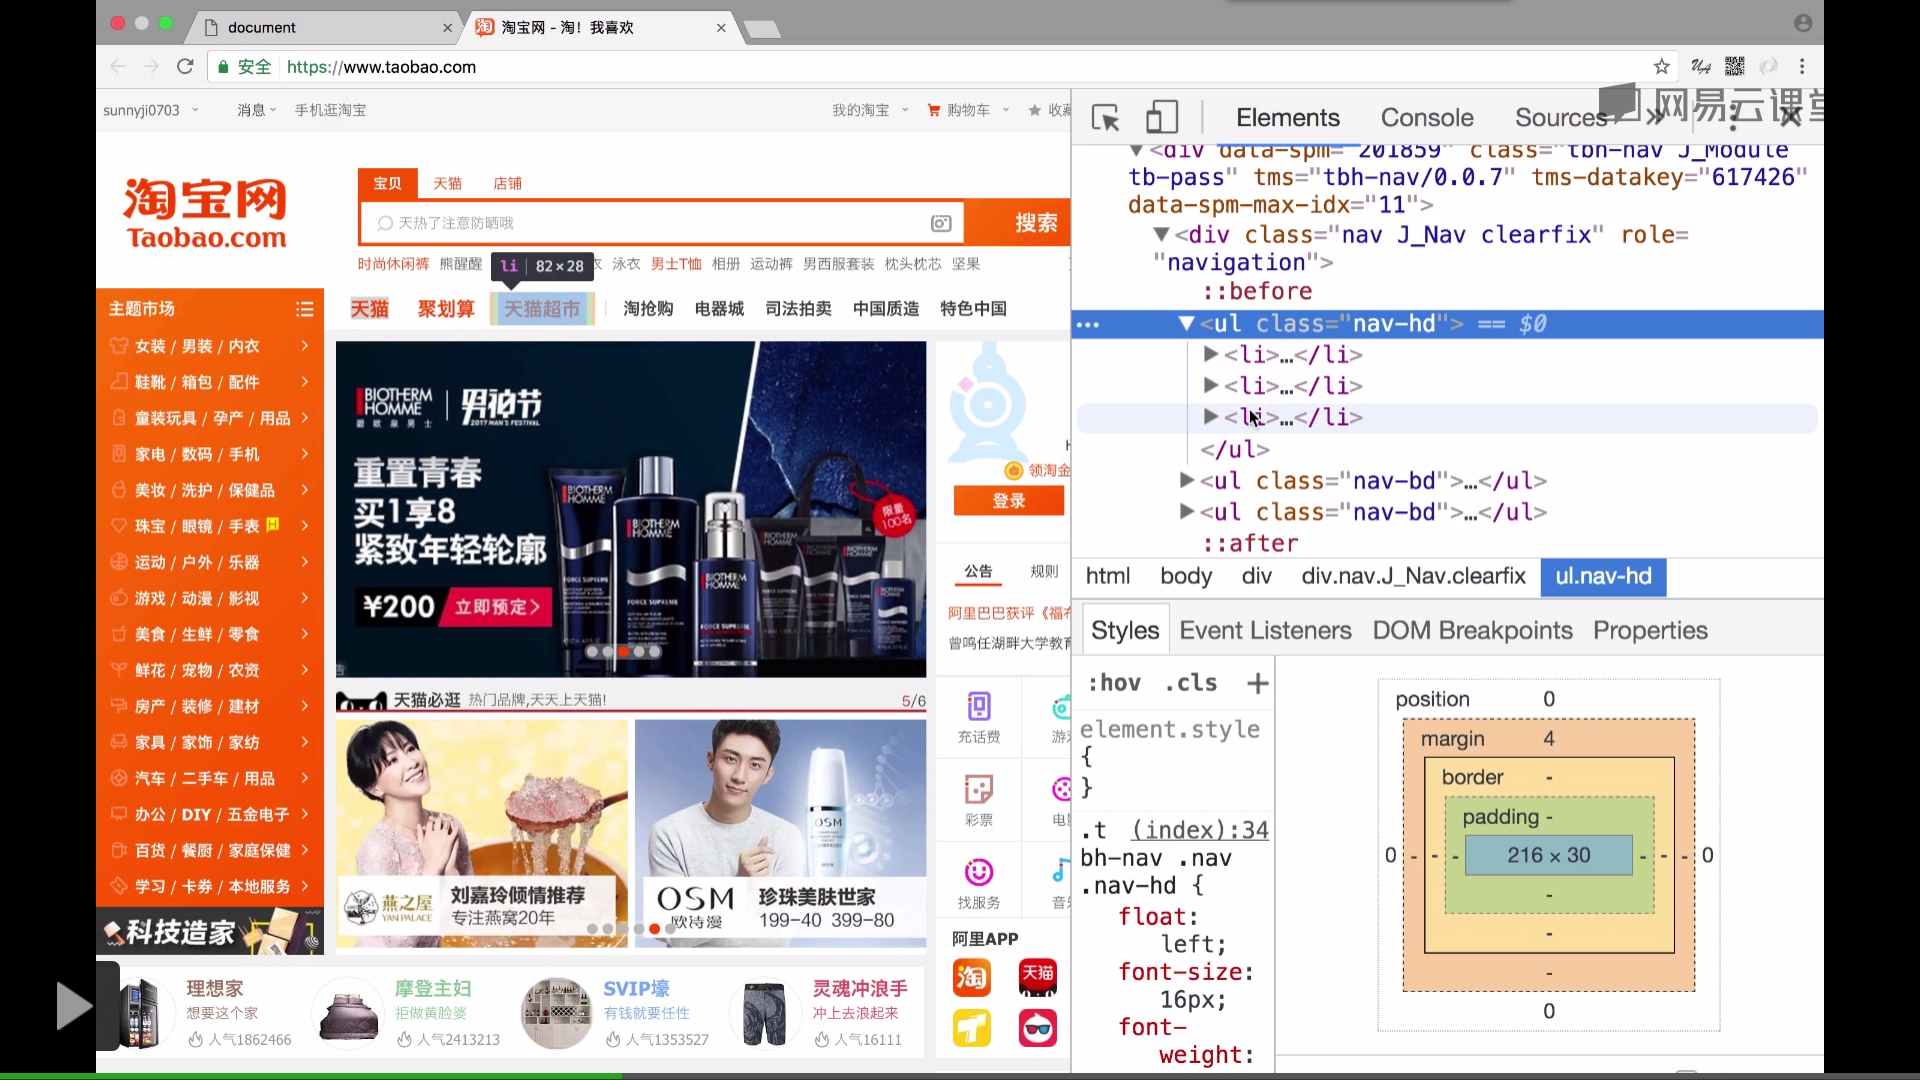 document
淘宝网 - 淘！我喜欢
安全
https://www.taobao.com
网易云课堂
sunnyji0703
消息
手机逛淘宝
我的淘宝
购物车
收藏
淘宝网
Taobao.com
宝贝
天猫
店铺
天热了注意防晒哦
搜索
时尚休闲裤 熊醒醒
泳衣 男士T恤 相册 运动裤 男西服套装 枕头枕芯 坚果
li | 82×28
天猫 聚划算 天猫超市 淘抢购 电器城 司法拍卖 中国质造 特色中国
主题市场
女装 / 男装 / 内衣
鞋靴 / 箱包 / 配件
童装玩具 / 孕产 / 用品
家电 / 数码 / 手机
美妆 / 洗护 / 保健品
珠宝 / 眼镜 / 手表
运动 / 户外 / 乐器
游戏 / 动漫 / 影视
美食 / 生鲜 / 零食
鲜花 / 宠物 / 农资
房产 / 装修 / 建材
家具 / 家饰 / 家纺
汽车 / 二手车 / 用品
办公 / DIY / 五金电子
百货 / 餐厨 / 家庭保健
学习 / 卡券 / 本地服务
科技造家
BIOTHERM
HOMME
碧欧泉男士
男神节
2017 MAN'S FESTIVAL
重置青春
买1享8
紧致年轻轮廓
¥200 立即预定>
限量
100名
BIOTHERM
HOMME
FORCE SUPREME
领淘金
登录
公告
规则
阿里巴巴获评《福布
曾鸣任湖畔大学教育
天猫必逛 热门品牌,天天上天猫!
5/6
燕之屋
YAN PALACE
刘嘉玲倾情推荐
专注燕窝20年
OSM
OSM
欧诗漫
珍珠美肤世家
199-40 399-80
充话费
彩票
找服务
阿里APP
淘
天猫
理想家
想要这个家
人气1862466
摩登主妇
拒做黄脸婆
人气2413213
SVIP壕
有钱就要任性
人气1353527
灵魂冲浪手
冲上去浪起来
人气16111
Elements
Console
Sources
<div data-spm="201859" class="tbh-nav J_Module
tb-pass" tms="tbh-nav/0.0.7" tms-datakey="617426"
data-spm-max-idx="11">
<div class="nav J_Nav clearfix" role=
"navigation">
::before
<ul class="nav-hd"> == $0
<li>…</li>
<li>…</li>
<li>…</li>
</ul>
<ul class="nav-bd">…</ul>
<ul class="nav-bd">…</ul>
::after
html body div div.nav.J_Nav.clearfix ul.nav-hd
Styles Event Listeners DOM Breakpoints Properties
:hov .cls +
element.style
{
}
.t (index):34
bh-nav .nav
.nav-hd {
float:
left;
font-size:
16px;
font-
weight:
position 0
margin 4
border -
padding -
0 - - - 216 × 30 - - - 0
-
-
-
0